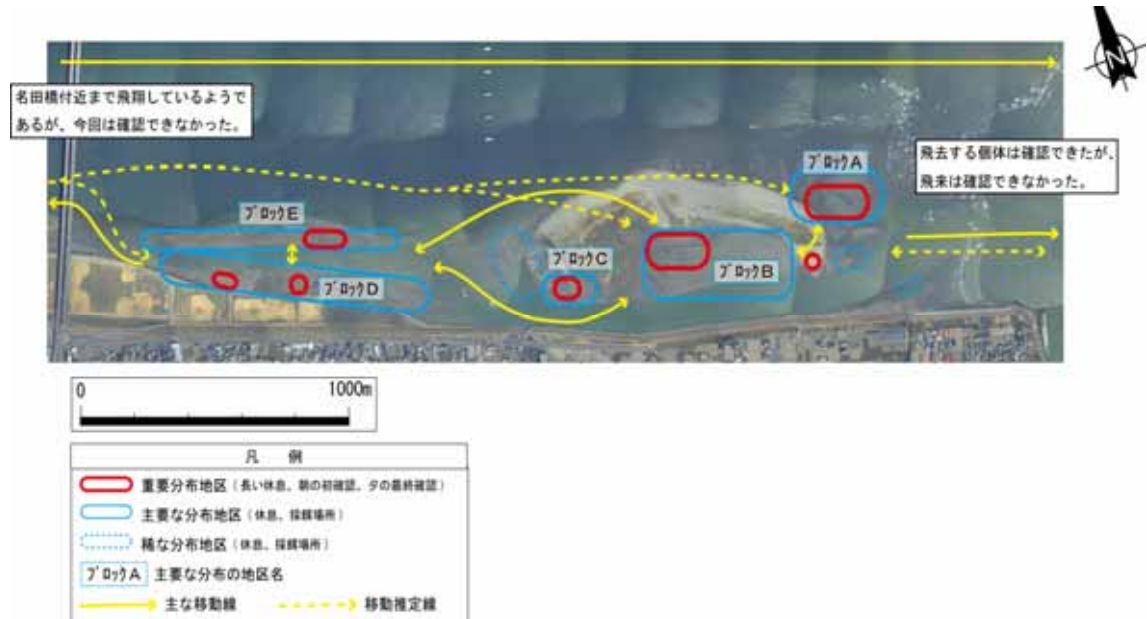 N
名田橋付近まで飛翔しているようで
あるが、今回は確認できなかった。
飛去する個体は確認できたが、
飛来は確認できなかった。
ブロックA
ブロックE
ブロックC
ブロックB
ブロックD
0 1000m
凡 例
重要分布地区（長い休息、朝の初確認、夕の最終確認）
主要な分布地区（休息、採餌場所）
稀な分布地区（休息、採餌場所）
ブロックA 主要な分布の地区名
主な移動線 移動推定線